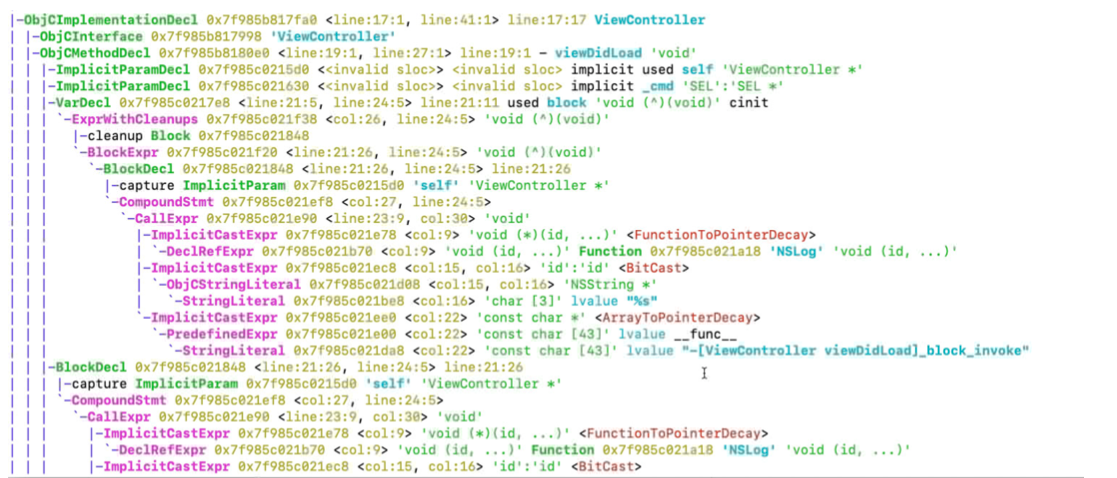 |-ObjCImplementationDecl 0x7f985b817fa0 <line:17:1, line:41:1> line:17:17 ViewController
| |-ObjCInterface 0x7f985b817998 'ViewController'
| |-ObjCMethodDecl 0x7f985b8180e0 <line:19:1, line:27:1> line:19:1 - viewDidLoad 'void'
| | |-ImplicitParamDecl 0x7f985c0215d0 <<invalid sloc>> <invalid sloc> implicit used self 'ViewController *'
| | |-ImplicitParamDecl 0x7f985c021630 <<invalid sloc>> <invalid sloc> implicit _cmd 'SEL':'SEL *'
| | |-VarDecl 0x7f985c0217e8 <line:21:5, line:24:5> line:21:11 used block 'void (^)(void)' cinit
| | | `-ExprWithCleanups 0x7f985c021f38 <col:26, line:24:5> 'void (^)(void)'
| | |   |-cleanup Block 0x7f985c021848
| | |   `-BlockExpr 0x7f985c021f20 <line:21:26, line:24:5> 'void (^)(void)'
| | |     `-BlockDecl 0x7f985c021848 <line:21:26, line:24:5> line:21:26
| | |       |-capture ImplicitParam 0x7f985c0215d0 'self' 'ViewController *'
| | |       `-CompoundStmt 0x7f985c021ef8 <col:27, line:24:5>
| | |         `-CallExpr 0x7f985c021e90 <line:23:9, col:30> 'void'
| | |           |-ImplicitCastExpr 0x7f985c021e78 <col:9> 'void (*)(id, ...)' <FunctionToPointerDecay>
| | |           | `-DeclRefExpr 0x7f985c021b70 <col:9> 'void (id, ...)' Function 0x7f985c021a18 'NSLog' 'void (id, ...)'
| | |           |-ImplicitCastExpr 0x7f985c021ec8 <col:15, col:16> 'id':'id' <BitCast>
| | |           | `-ObjCStringLiteral 0x7f985c021d08 <col:15, col:16> 'NSString *'
| | |           |   `-StringLiteral 0x7f985c021be8 <col:16> 'char [3]' lvalue "%s"
| | |           `-ImplicitCastExpr 0x7f985c021ee0 <col:22> 'const char *' <ArrayToPointerDecay>
| | |             `-PredefinedExpr 0x7f985c021e00 <col:22> 'const char [43]' lvalue __func__
| | |               `-StringLiteral 0x7f985c021da8 <col:22> 'const char [43]' lvalue "-[ViewController viewDidLoad]_block_invoke"
| | |-BlockDecl 0x7f985c021848 <line:21:26, line:24:5> line:21:26
| | | |-capture ImplicitParam 0x7f985c0215d0 'self' 'ViewController *'
| | | `-CompoundStmt 0x7f985c021ef8 <col:27, line:24:5>
| | |   `-CallExpr 0x7f985c021e90 <line:23:9, col:30> 'void'
| | |     |-ImplicitCastExpr 0x7f985c021e78 <col:9> 'void (*)(id, ...)' <FunctionToPointerDecay>
| | |     | `-DeclRefExpr 0x7f985c021b70 <col:9> 'void (id, ...)' Function 0x7f985c021a18 'NSLog' 'void (id, ...)'
| | |     |-ImplicitCastExpr 0x7f985c021ec8 <col:15, col:16> 'id':'id' <BitCast>